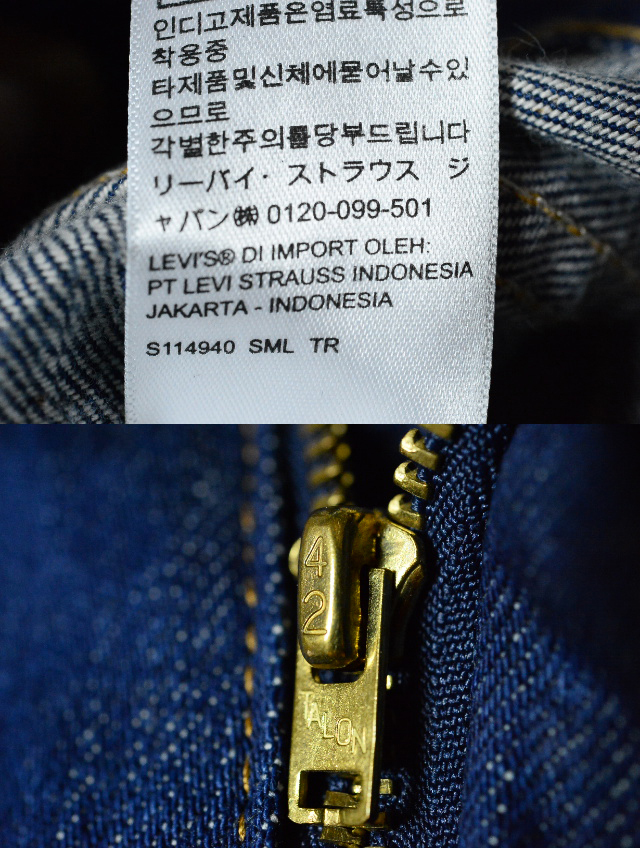 인디고제품은염료특성으로
착용중
타제품및신체에묻어날수있
으므로
각별한주의를당부드립니다
リーバイ・ ストラウス ジ
ャパン㈱ 0120-099-501
LEVI'S® DI IMPORT OLEH:
PT LEVI STRAUSS INDONESIA
JAKARTA - INDONESIA
S114940 SML TR
4
2
TALON